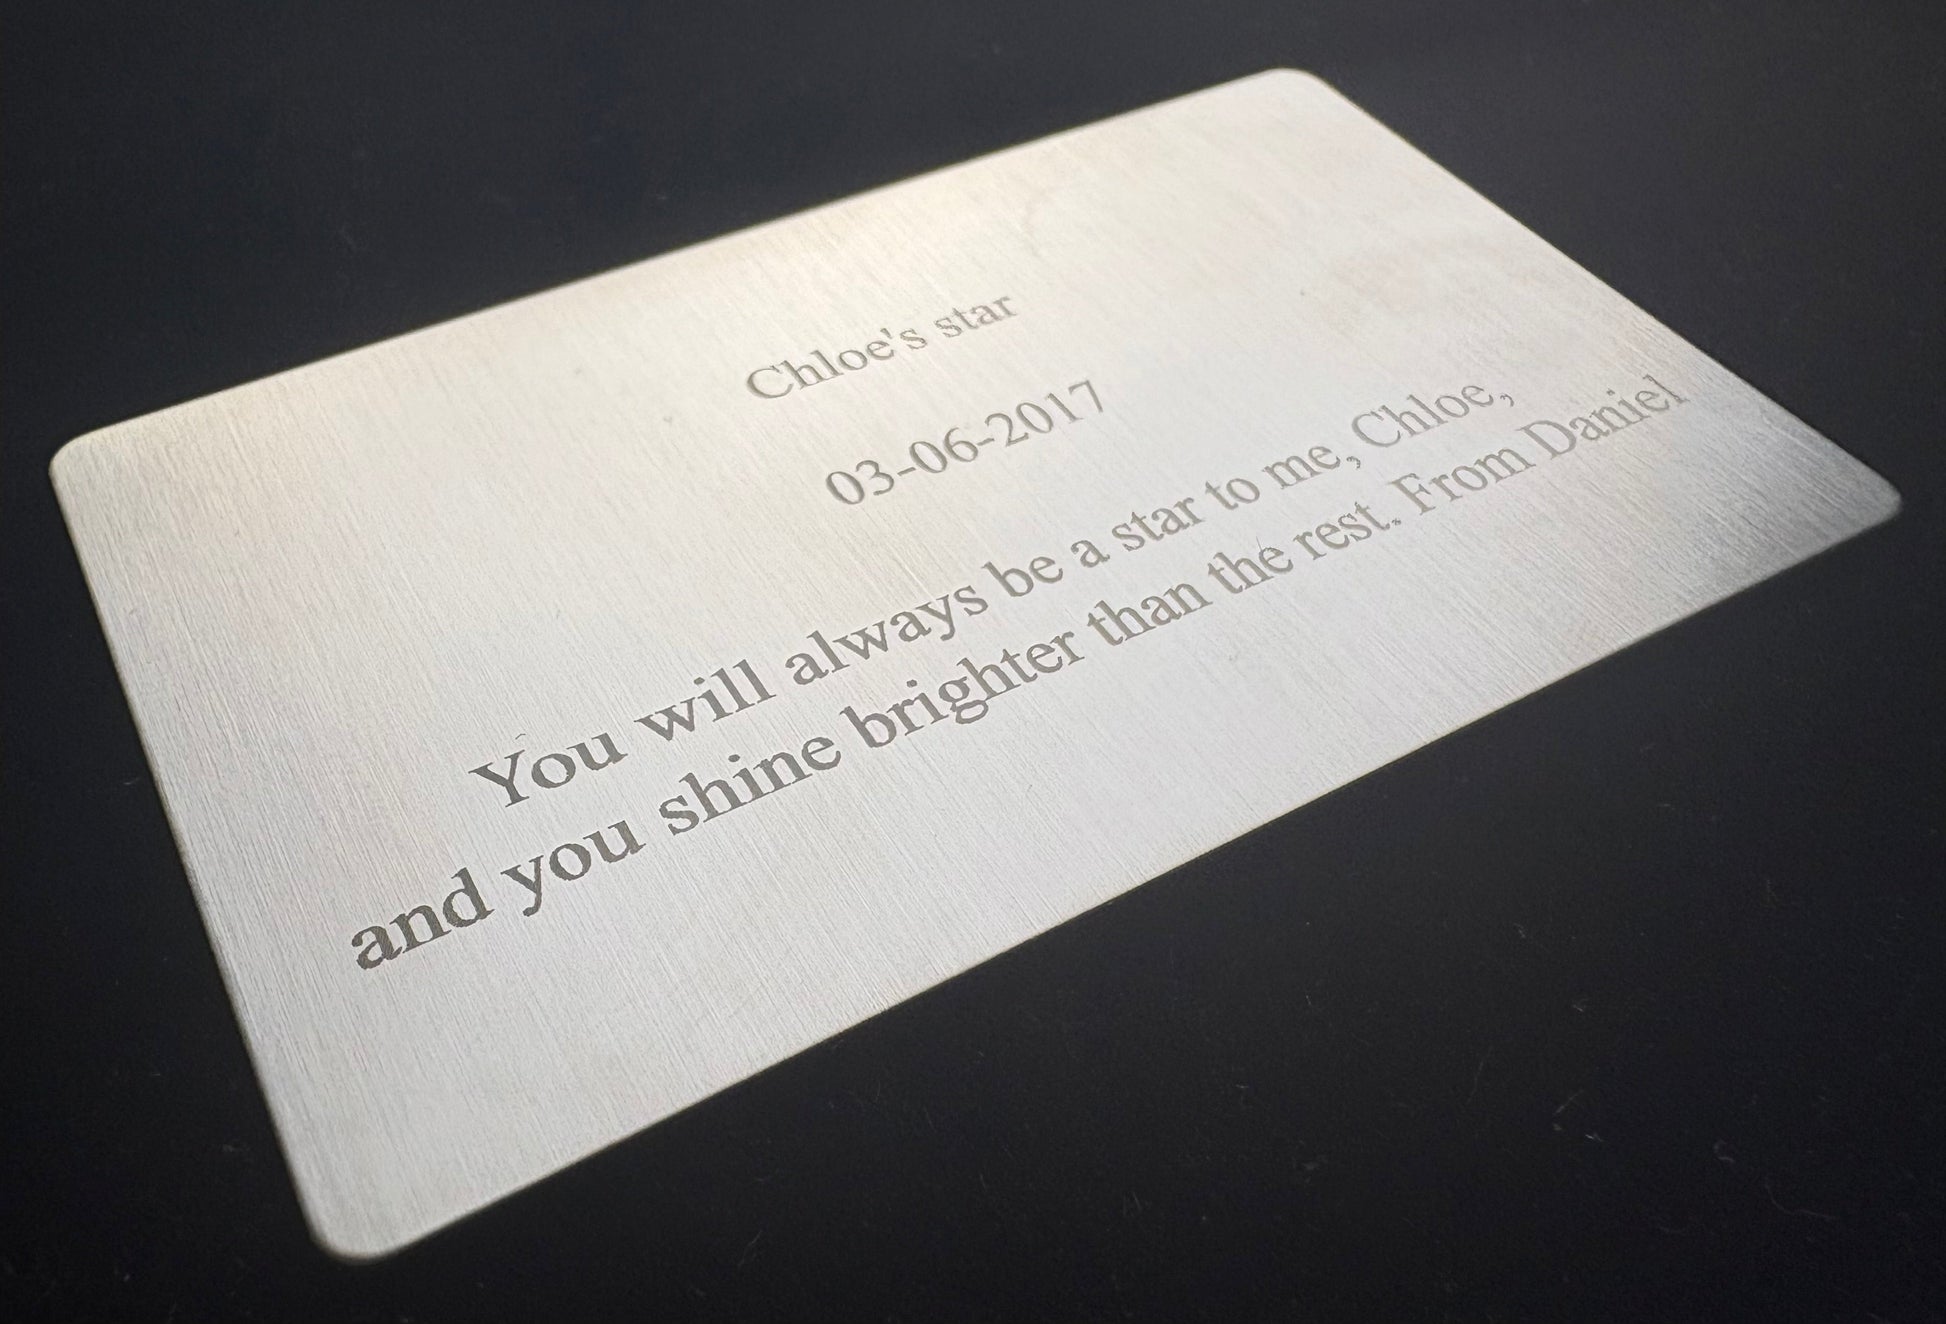 Chloe's star
03-06-2017
You will always be a star to me, Chloe,
and you shine brighter than the rest. From Daniel